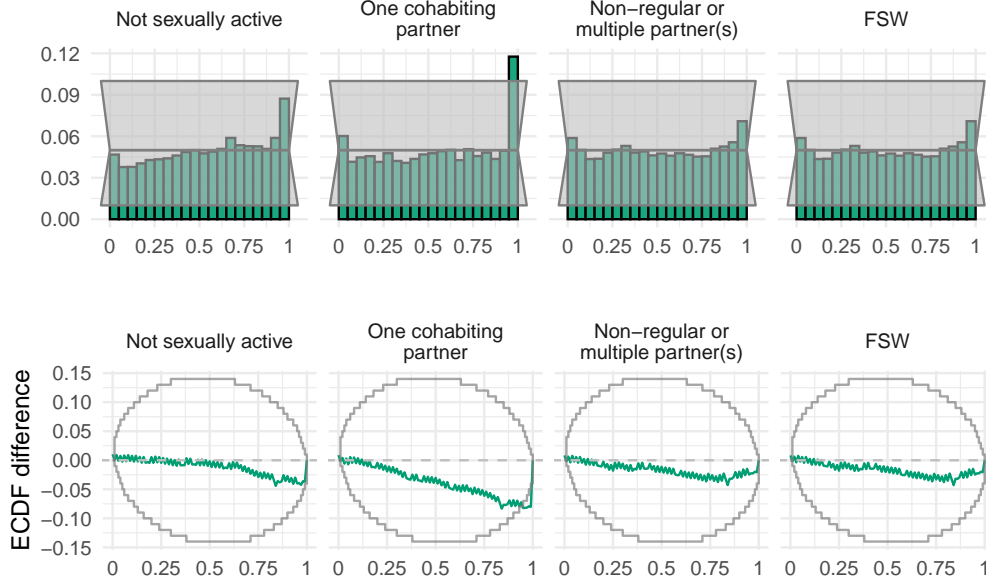 Not sexually active
One cohabiting
partner
Non−regular or
multiple partner(s)
FSW
0.12
0.09
0.06
0.03
0.00
0 0.25 0.5 0.75 1
0 0.25 0.5 0.75 1
0 0.25 0.5 0.75 1
0 0.25 0.5 0.75 1
Not sexually active
One cohabiting
partner
Non−regular or
multiple partner(s)
FSW
ECDF difference
0.15
0.10
0.05
0.00
−0.05
−0.10
−0.15
0 0.25 0.5 0.75 1
0 0.25 0.5 0.75 1
0 0.25 0.5 0.75 1
0 0.25 0.5 0.75 1